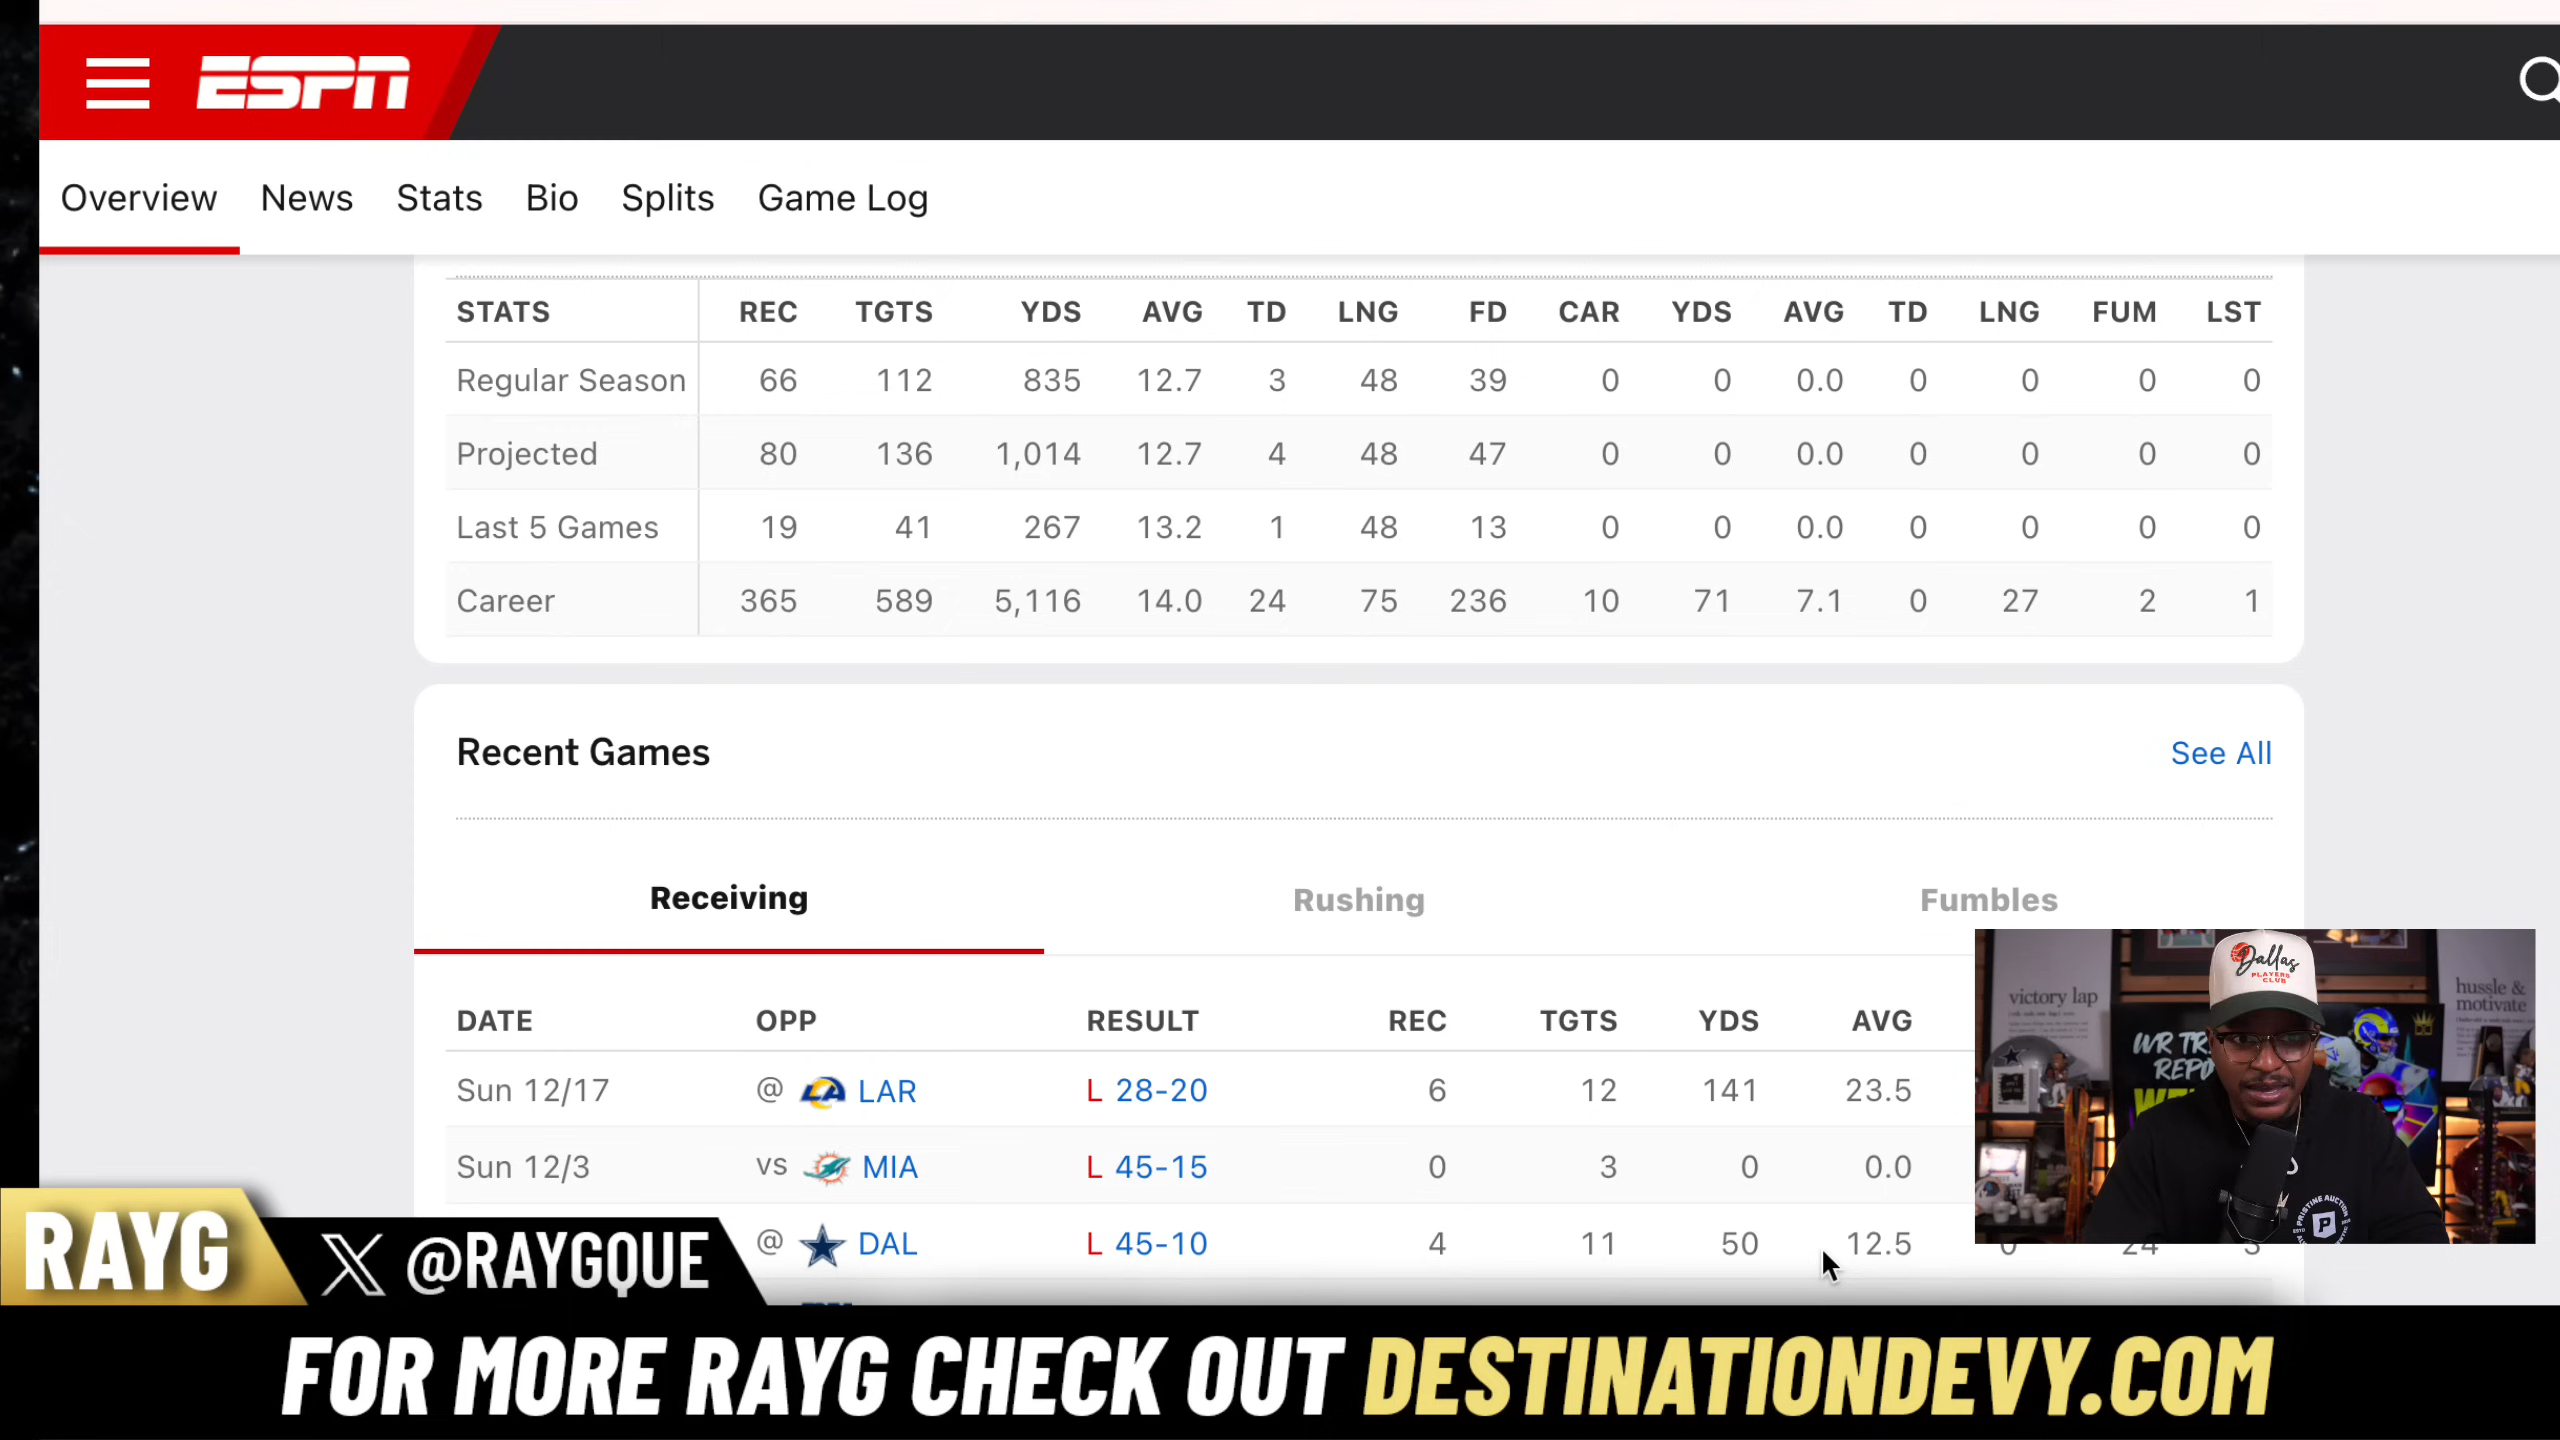 ESPN
Overview News Stats Bio Splits Game Log
STATS REC TGTS YDS AVG TD LNG FD CAR YDS AVG TD LNG FUM LST
Regular Season 66 112 835 12.7 3 48 39 0 0 0.0 0 0 0 0
Projected 80 136 1,014 12.7 4 48 47 0 0 0.0 0 0 0 0
Last 5 Games 19 41 267 13.2 1 48 13 0 0 0.0 0 0 0 0
Career 365 589 5,116 14.0 24 75 236 10 71 7.1 0 27 2 1
Recent Games See All
Receiving Rushing Fumbles
DATE OPP RESULT REC TGTS YDS AVG
Sun 12/17 @ LAR L 28-20 6 12 141 23.5
Sun 12/3 vs MIA L 45-15 0 3 0 0.0
@ DAL L 45-10 4 11 50 12.5
victory lap
Dallas
PLAYERS
CLUB
hussle &
motivate
WR
PRISTINE AUCTION
RAYG
X @RAYGQUE
FOR MORE RAYG CHECK OUT DESTINATIONDEVY.COM